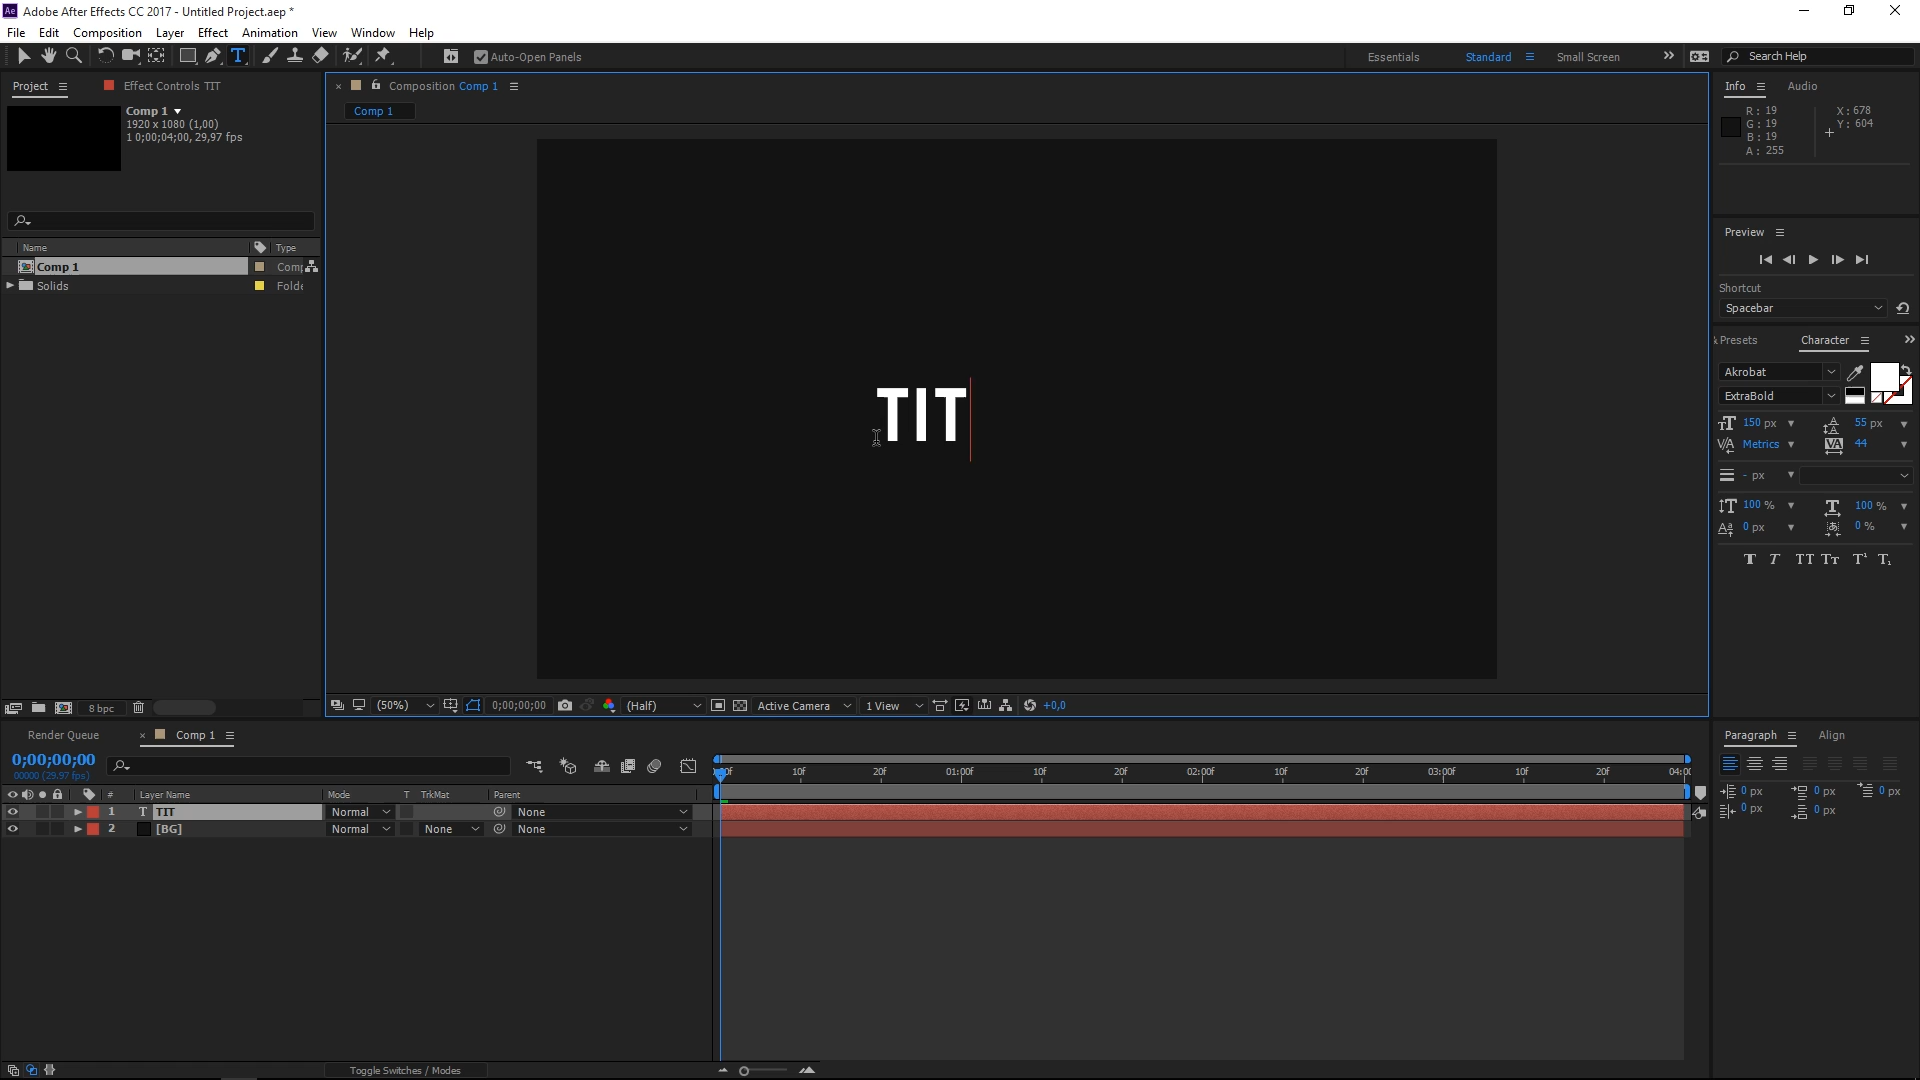 Adobe After Effects CC 2017 - Untitled Project.aep *
File Edit Composition Layer Effect Animation View Window Help
Auto-Open Panels
Essentials Standard Small Screen
Search Help
Project
Effect Controls TIT
Comp 1
1920 x 1080 (1,00)
1 0;00;04;00, 29,97 fps
Name Type
Comp 1
Solids Folde
8 bpc
Composition Comp 1
Comp 1
TIT
(50%) 0;00;00;00 (Half) Active Camera 1 View +0,0
Info Audio
R: 19
G: 19
B: 19
A: 255
X: 678
Y: 604
Preview
Shortcut
Spacebar
& Presets Character
Akrobat
ExtraBold
150 px 55 px
Metrics 44
- px
100 % 100 %
0 px 0 %
Render Queue Comp 1
0;00;00;00
00000 (29.97 fps)
# Layer Name Mode T TrkMat Parent
1 T TIT Normal None
2 [BG] Normal None None
10f 20f 01:00f 10f 20f 02:00f 10f 20f 03:00f 10f 20f 04:00
Toggle Switches / Modes
Paragraph Align
0 px 0 px 0 px
0 px 0 px